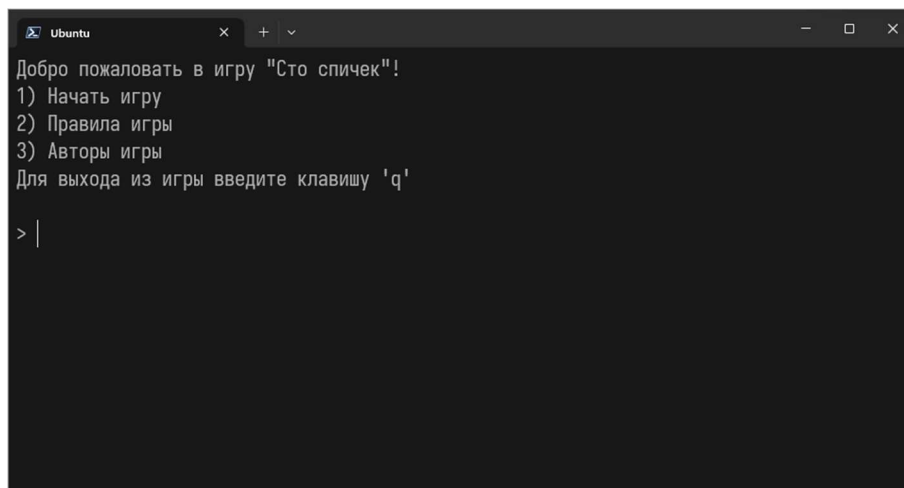 Ubuntu
Добро пожаловать в игру "Сто спичек"!
1) Начать игру
2) Правила игры
3) Авторы игры
Для выхода из игры введите клавишу 'q'
>